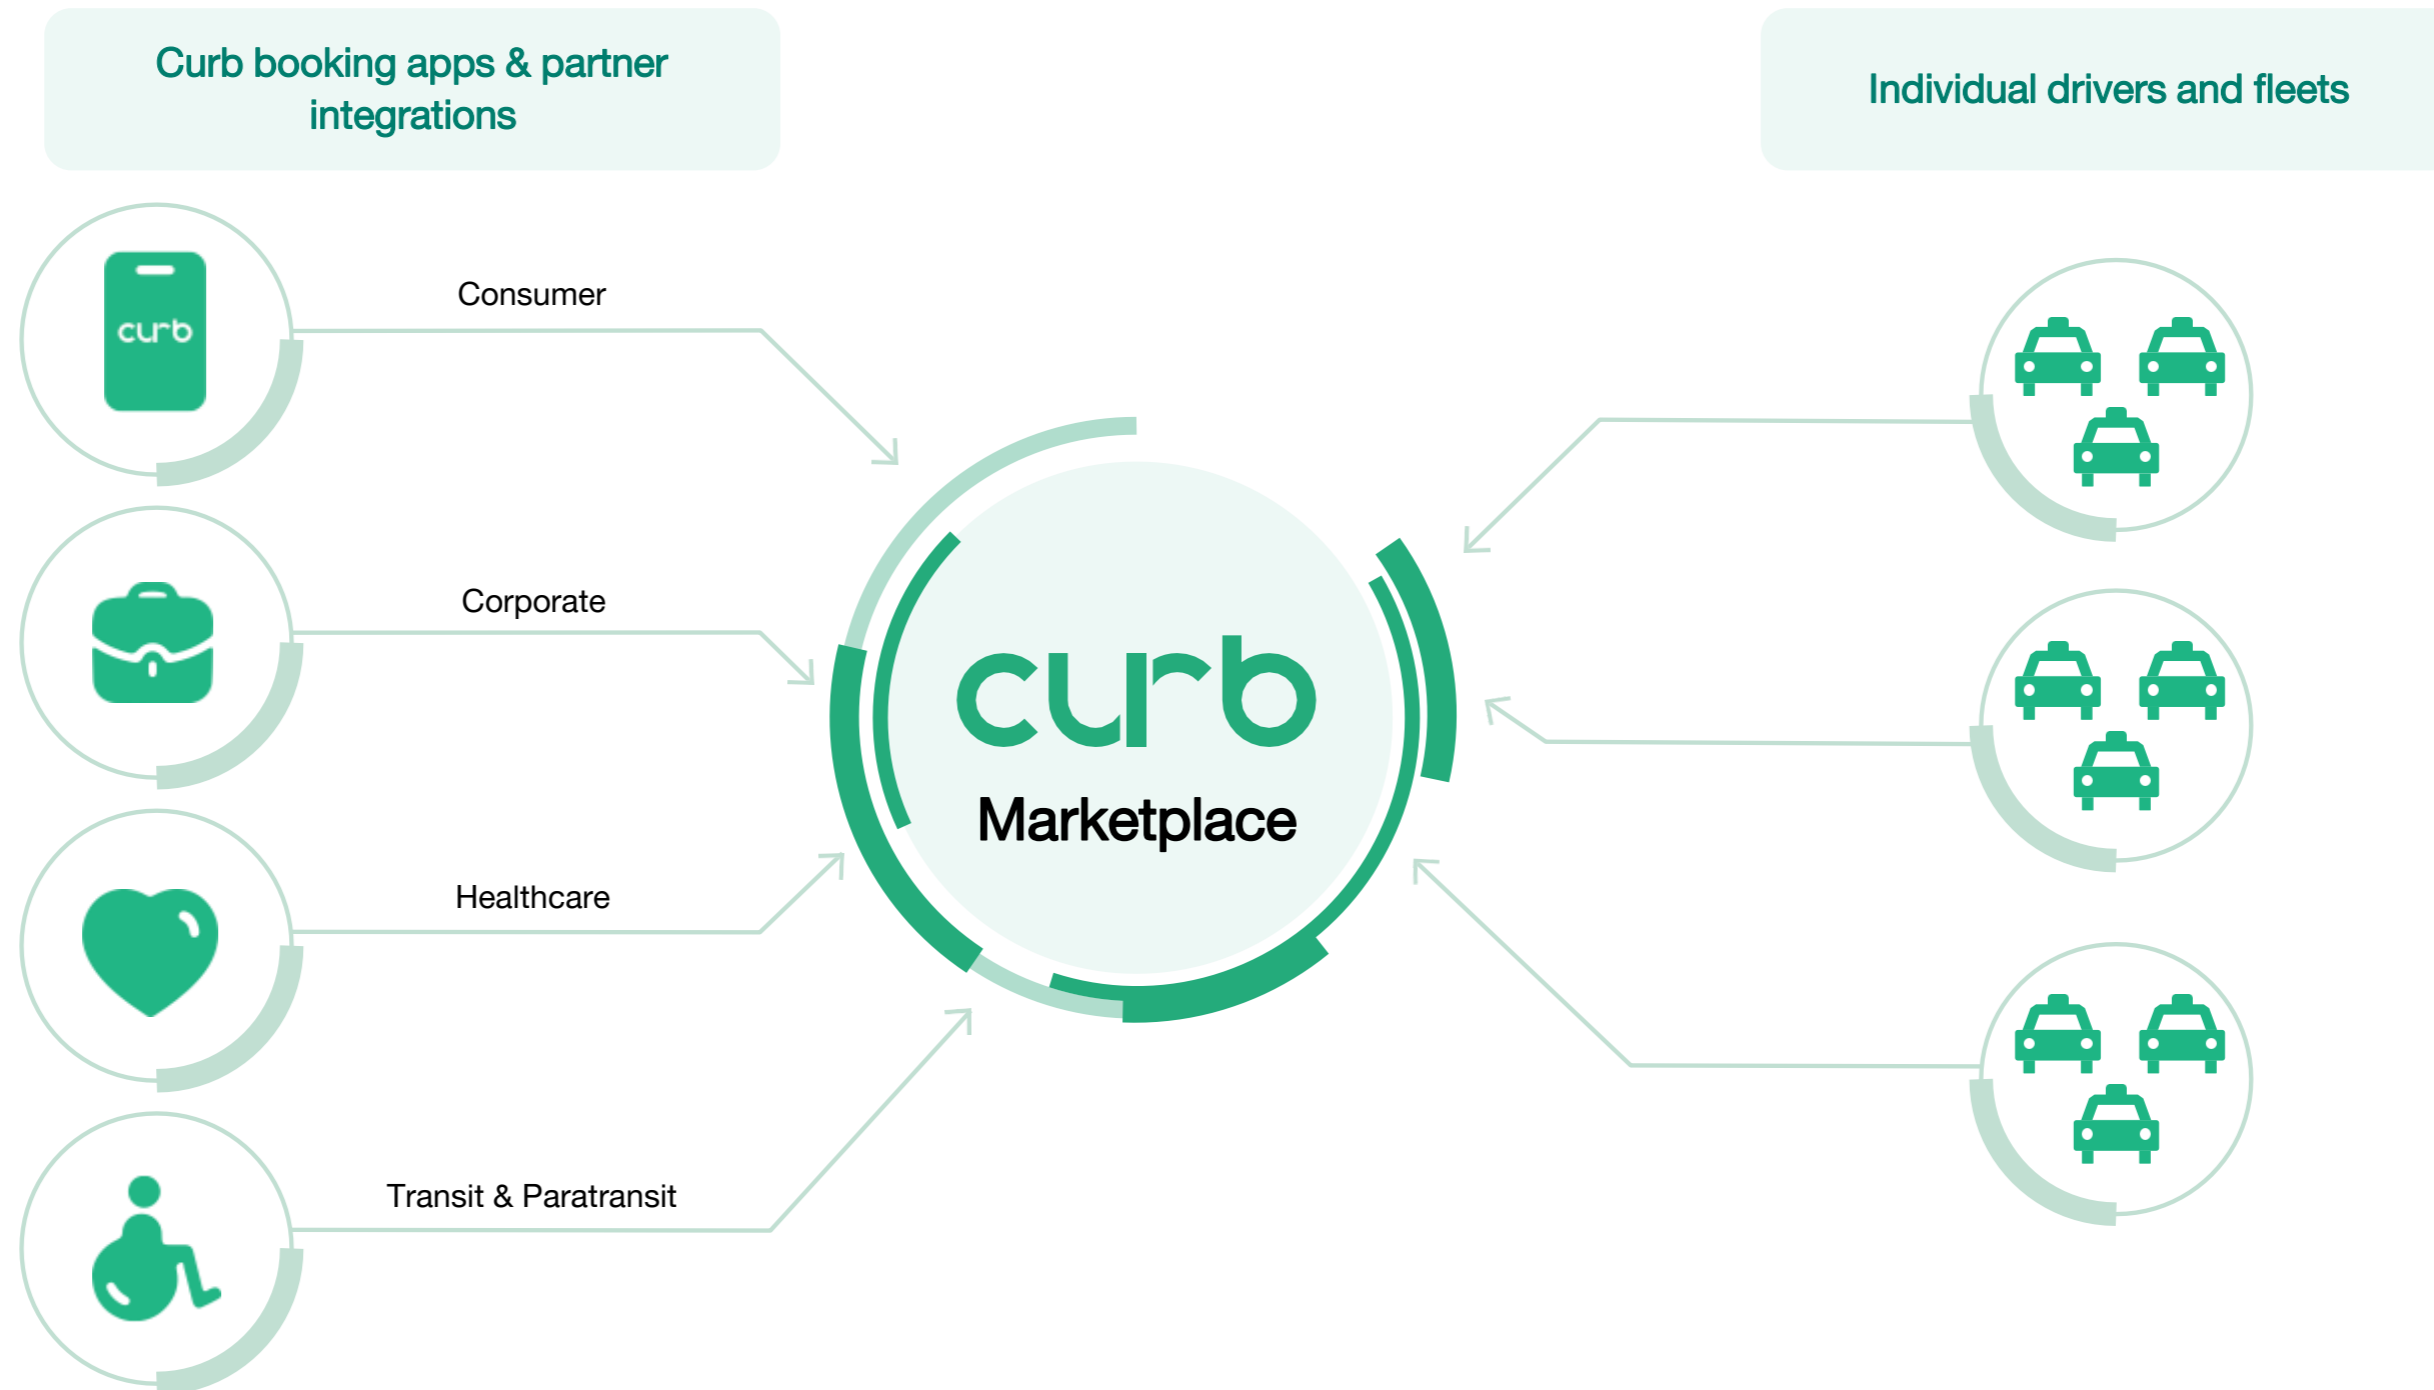 Curb booking apps & partner
integrations
Individual drivers and fleets
curb
Consumer
Corporate
Healthcare
Transit & Paratransit
curb
Marketplace